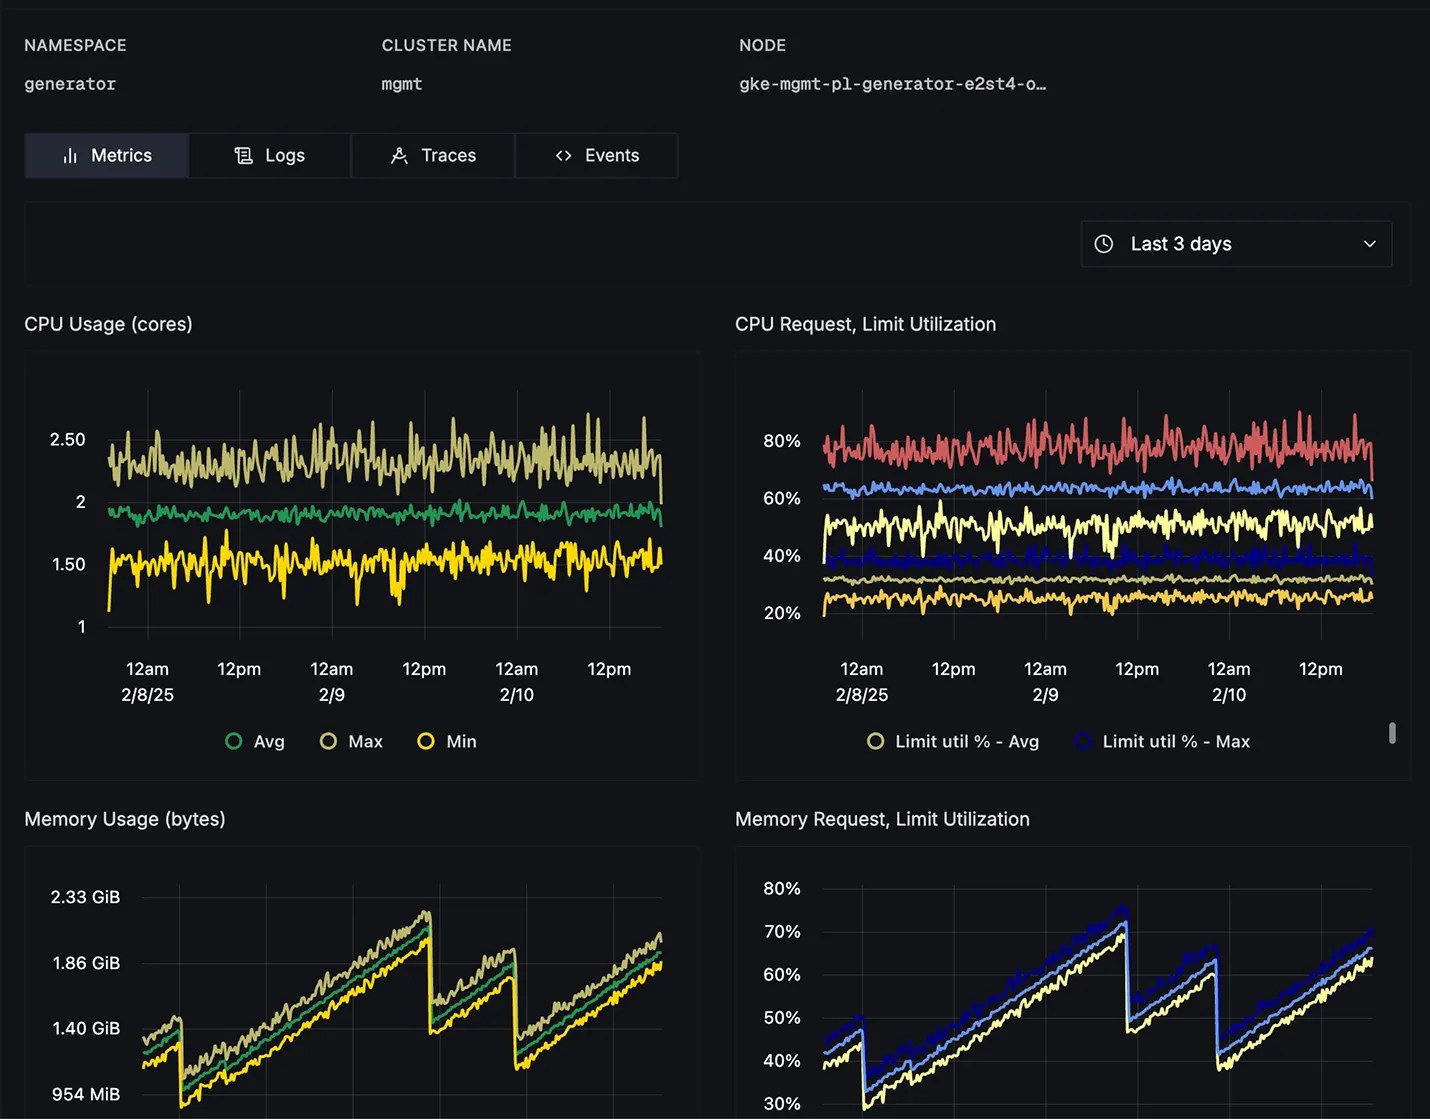 NAMESPACE
CLUSTER NAME
NODE
generator
mgmt
gke-mgmt-pl-generator-e2st4-o…
Metrics
Logs
Traces
Events
Last 3 days
CPU Usage (cores)
2.50
2
1.50
1
12am 12pm 12am 12pm 12am 12pm
2/8/25 2/9 2/10
Avg Max Min
CPU Request, Limit Utilization
80%
60%
40%
20%
12am 12pm 12am 12pm 12am 12pm
2/8/25 2/9 2/10
Limit util % - Avg Limit util % - Max
Memory Usage (bytes)
2.33 GiB
1.86 GiB
1.40 GiB
954 MiB
Memory Request, Limit Utilization
80%
70%
60%
50%
40%
30%